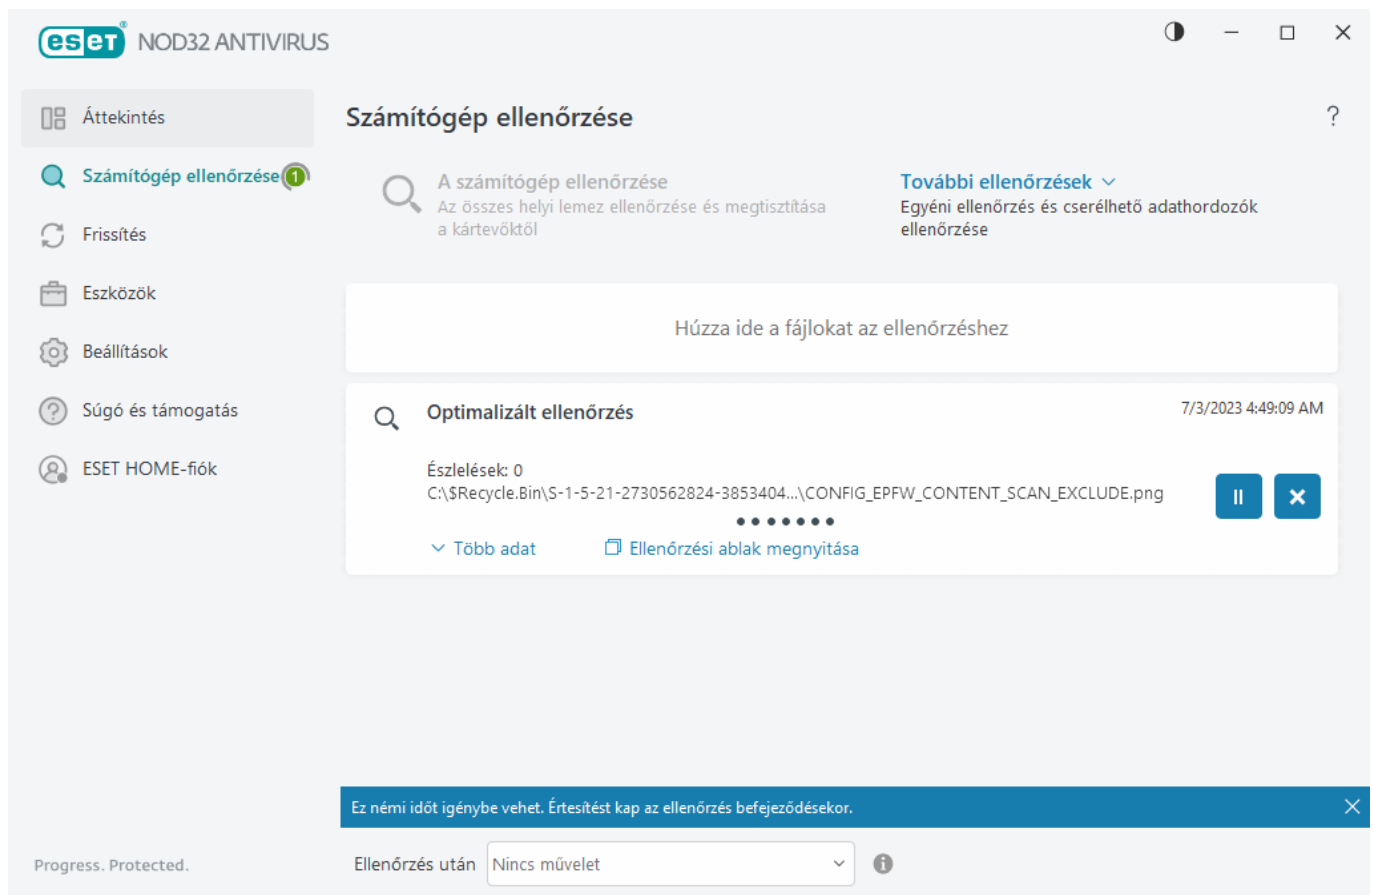 eset NOD32 ANTIVIRUS
Áttekintés
Számítógép ellenőrzése 1
Frissítés
Eszközök
Beállítások
Súgó és támogatás
ESET HOME-fiók
Progress. Protected.
Számítógép ellenőrzése
?
A számítógép ellenőrzése
Az összes helyi lemez ellenőrzése és megtisztítása
a kártevőktől
További ellenőrzések
Egyéni ellenőrzés és cserélhető adathordozók
ellenőrzése
Húzza ide a fájlokat az ellenőrzéshez
Optimalizált ellenőrzés
7/3/2023 4:49:09 AM
Észlelések: 0
C:\$Recycle.Bin\S-1-5-21-2730562824-3853404...\CONFIG_EPFW_CONTENT_SCAN_EXCLUDE.png
Több adat
Ellenőrzési ablak megnyitása
Ez némi időt igénybe vehet. Értesítést kap az ellenőrzés befejeződésekor.
Ellenőrzés után Nincs művelet